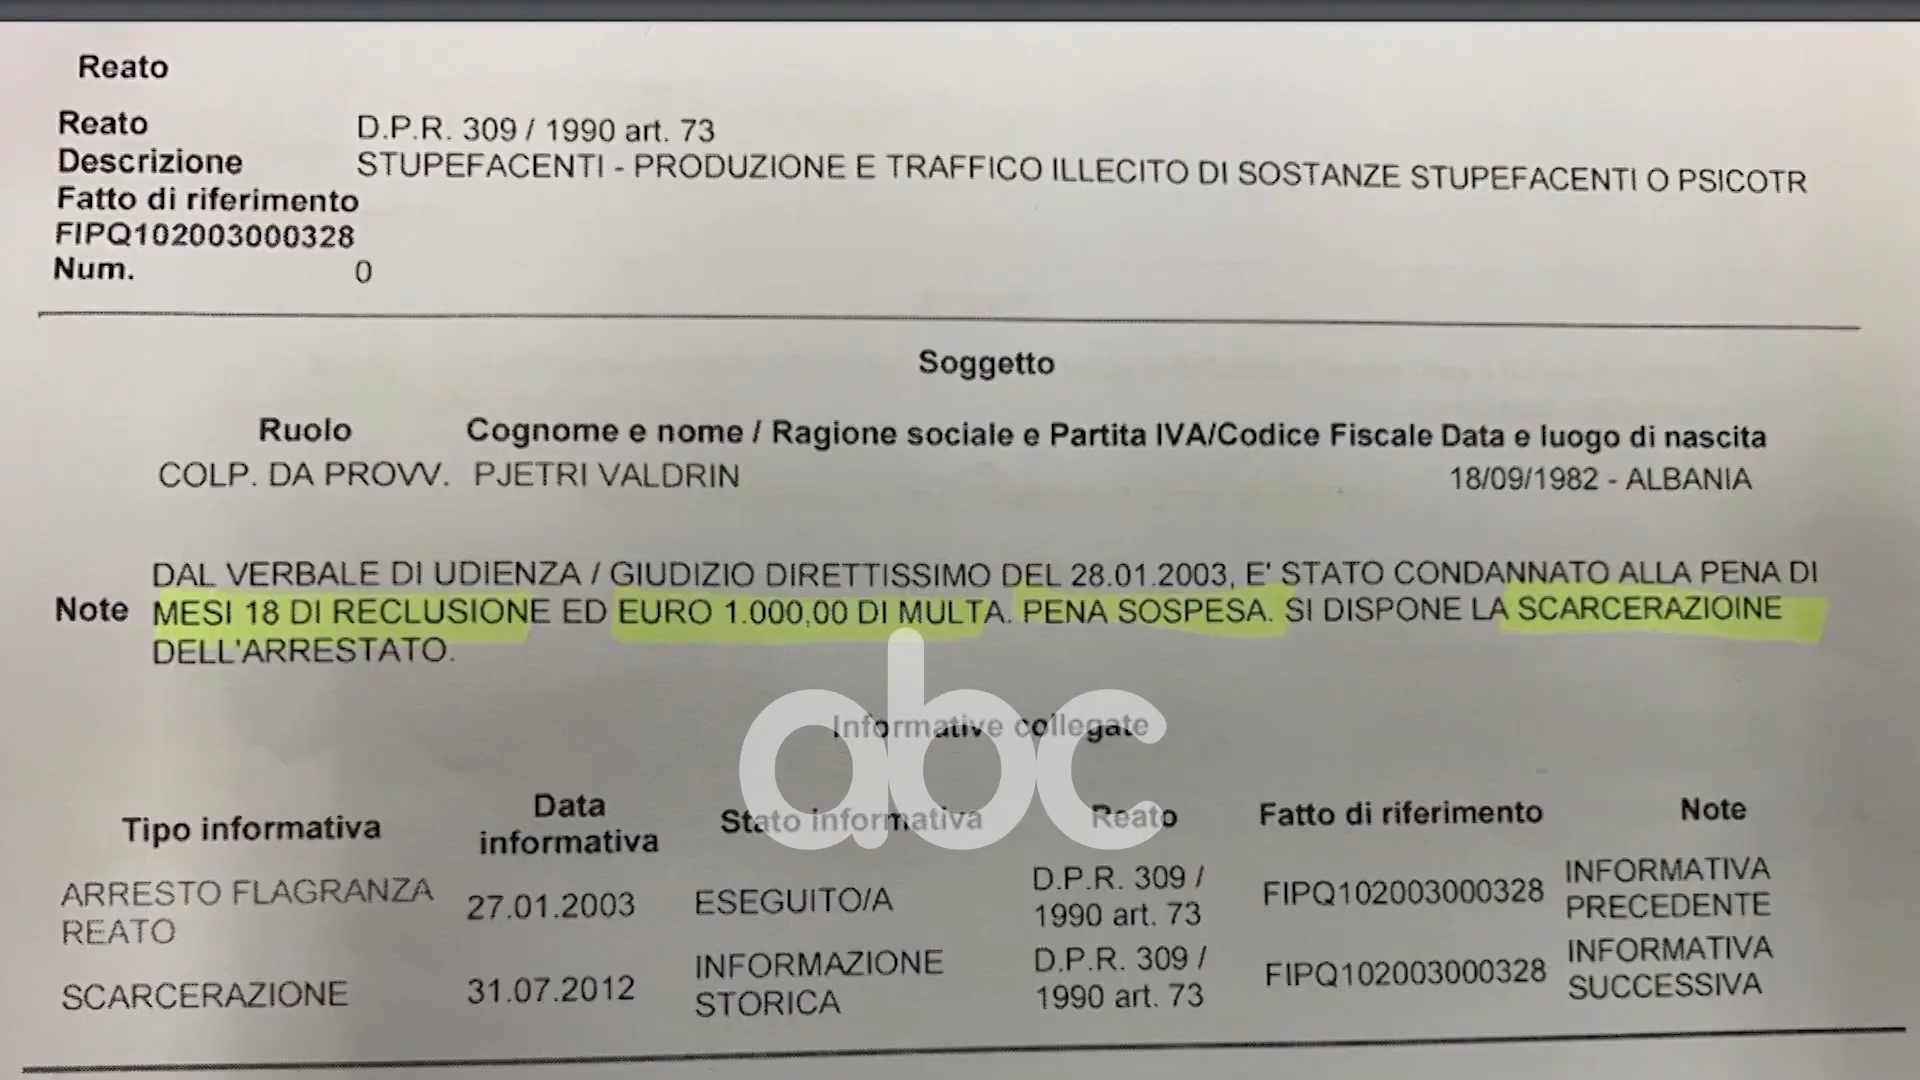 Reato
Reato D.P.R. 309 / 1990 art. 73
Descrizione STUPEFACENTI - PRODUZIONE E TRAFFICO ILLECITO DI SOSTANZE STUPEFACENTI O PSICOTR
Fatto di riferimento
FIPQ102003000328
Num. 0
Soggetto
Ruolo Cognome e nome / Ragione sociale e Partita IVA/Codice Fiscale Data e luogo di nascita
COLP. DA PROVV. PJETRI VALDRIN 18/09/1982 - ALBANIA
DAL VERBALE DI UDIENZA / GIUDIZIO DIRETTISSIMO DEL 28.01.2003, E' STATO CONDANNATO ALLA PENA DI
Note MESI 18 DI RECLUSIONE ED EURO 1.000,00 DI MULTA. PENA SOSPESA. SI DISPONE LA SCARCERAZIOINE
DELL'ARRESTATO.
abc
Informative collegate
Tipo informativa Data informativa Stato informativa Reato Fatto di riferimento Note
ARRESTO FLAGRANZA REATO 27.01.2003 ESEGUITO/A D.P.R. 309 / 1990 art. 73 FIPQ102003000328 INFORMATIVA PRECEDENTE
SCARCERAZIONE 31.07.2012 INFORMAZIONE STORICA D.P.R. 309 / 1990 art. 73 FIPQ102003000328 INFORMATIVA SUCCESSIVA